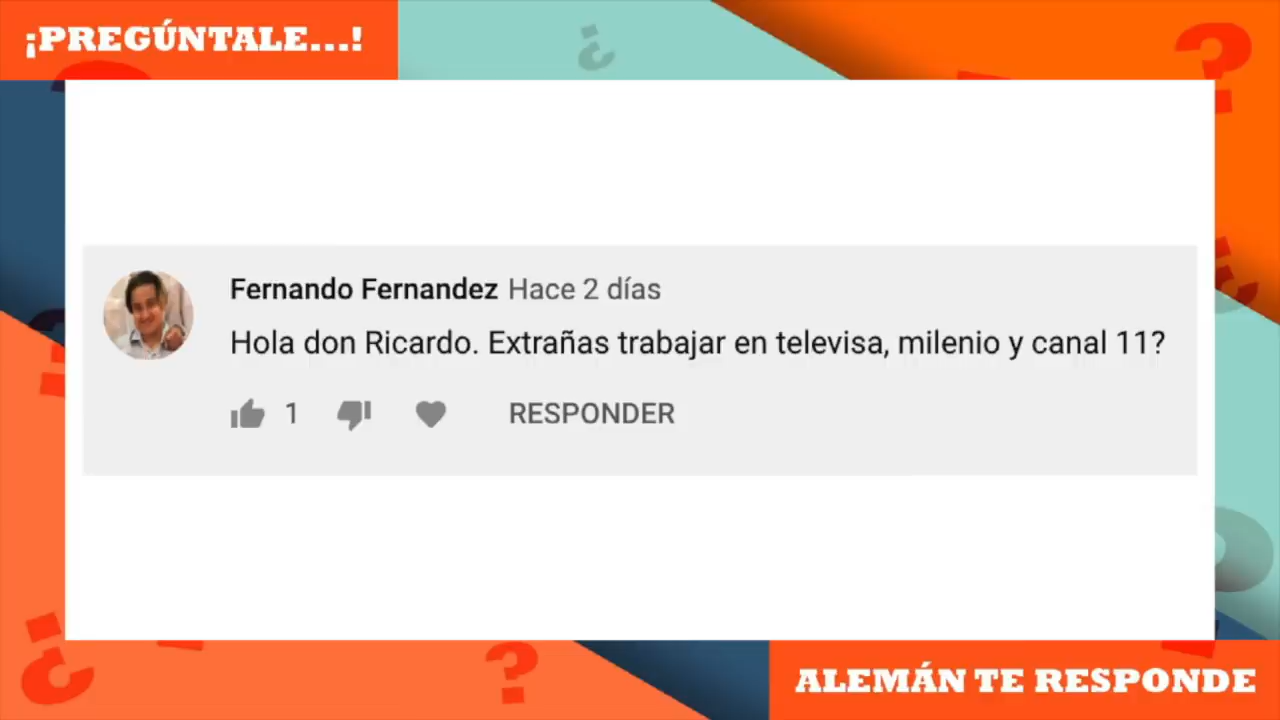 ¡PREGÚNTALE...!
Fernando Fernandez Hace 2 días
Hola don Ricardo. Extrañas trabajar en televisa, milenio y canal 11?
1 RESPONDER
ALEMÁN TE RESPONDE